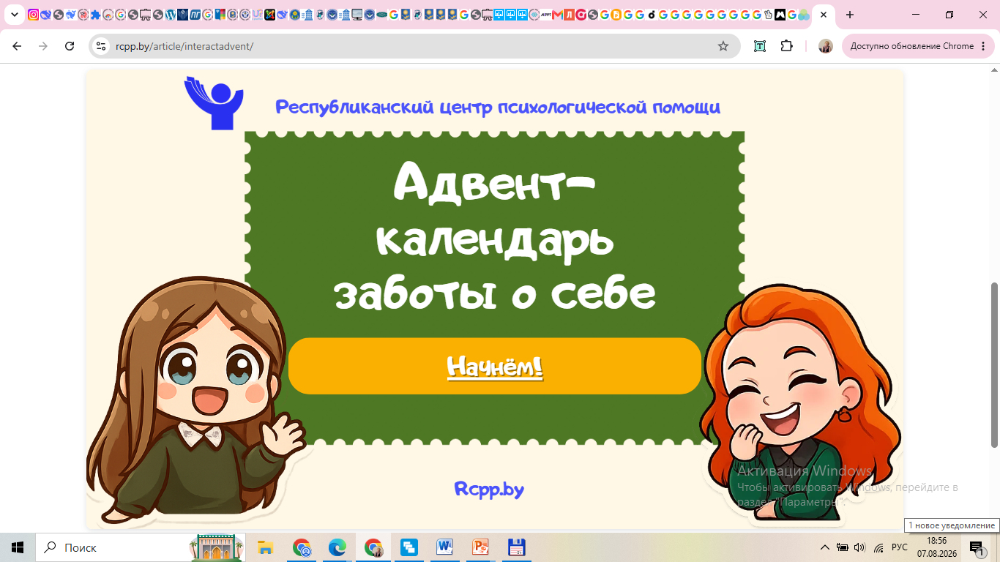 rcpp.by/article/interactadvent/
Доступно обновление Chrome
Республиканский центр психологической помощи
Адвент-
календарь
заботы о себе
Начнём!
Rcpp.by
Активация Windows
Чтобы активировать Windows, перейдите в
раздел "Параметры".
1 новое уведомление
Поиск
РУС
18:56
07.08.2026
1